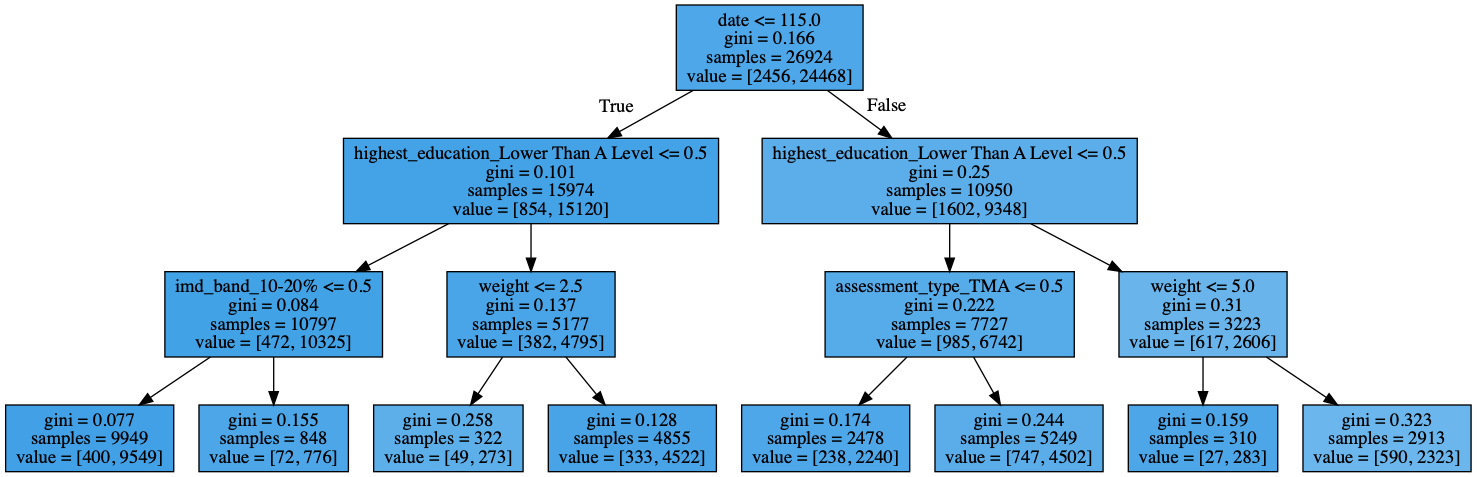 date <= 115.0
gini = 0.166
samples = 26924
value = [2456, 24468]
True
False
highest_education_Lower Than A Level <= 0.5
gini = 0.101
samples = 15974
value = [854, 15120]
highest_education_Lower Than A Level <= 0.5
gini = 0.25
samples = 10950
value = [1602, 9348]
imd_band_10-20% <= 0.5
gini = 0.084
samples = 10797
value = [472, 10325]
weight <= 2.5
gini = 0.137
samples = 5177
value = [382, 4795]
assessment_type_TMA <= 0.5
gini = 0.222
samples = 7727
value = [985, 6742]
weight <= 5.0
gini = 0.31
samples = 3223
value = [617, 2606]
gini = 0.077
samples = 9949
value = [400, 9549]
gini = 0.155
samples = 848
value = [72, 776]
gini = 0.258
samples = 322
value = [49, 273]
gini = 0.128
samples = 4855
value = [333, 4522]
gini = 0.174
samples = 2478
value = [238, 2240]
gini = 0.244
samples = 5249
value = [747, 4502]
gini = 0.159
samples = 310
value = [27, 283]
gini = 0.323
samples = 2913
value = [590, 2323]